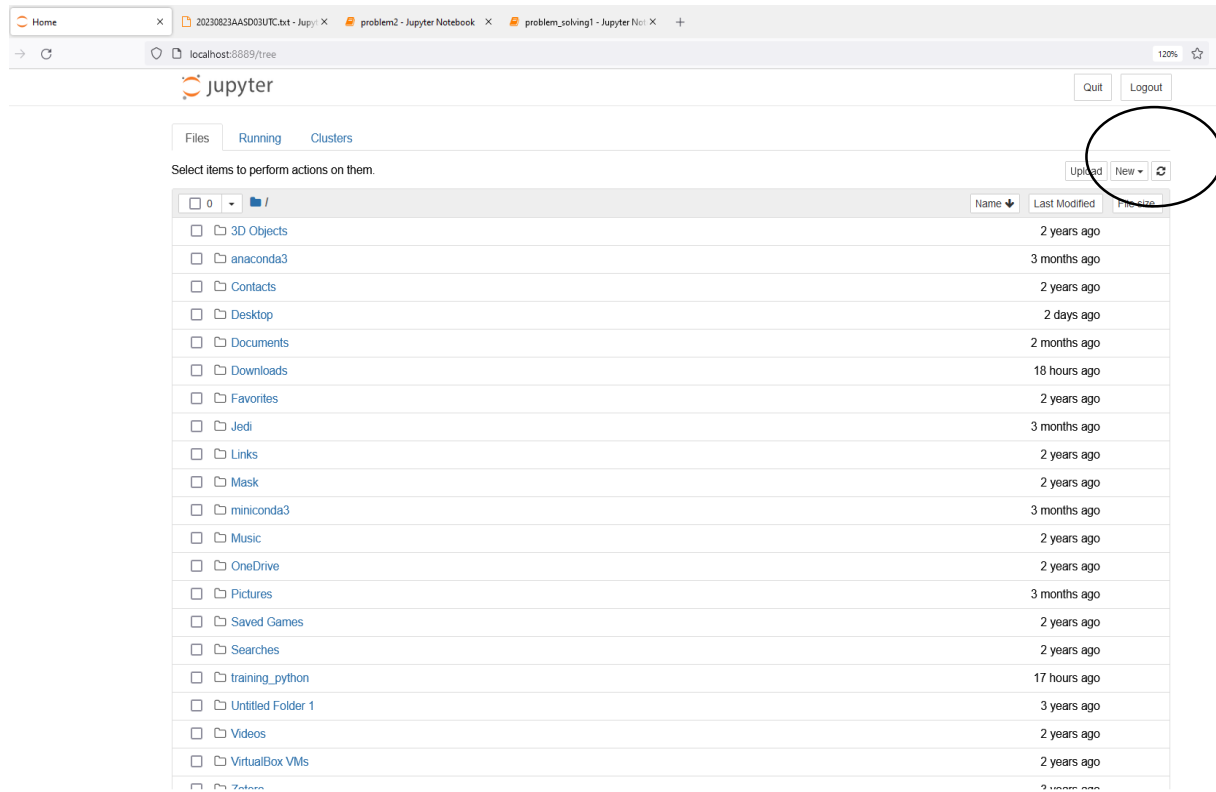 Home 20230823AASD03UTC.txt - Jupyt problem2 - Jupyter Notebook problem_solving1 - Jupyter Not
localhost:8889/tree 120%
jupyter Quit Logout
Files Running Clusters
Select items to perform actions on them. Upload New
0 / Name Last Modified File size
3D Objects 2 years ago
anaconda3 3 months ago
Contacts 2 years ago
Desktop 2 days ago
Documents 2 months ago
Downloads 18 hours ago
Favorites 2 years ago
Jedi 3 months ago
Links 2 years ago
Mask 2 years ago
miniconda3 3 months ago
Music 2 years ago
OneDrive 2 years ago
Pictures 3 months ago
Saved Games 2 years ago
Searches 2 years ago
training_python 17 hours ago
Untitled Folder 1 3 years ago
Videos 2 years ago
VirtualBox VMs 2 years ago